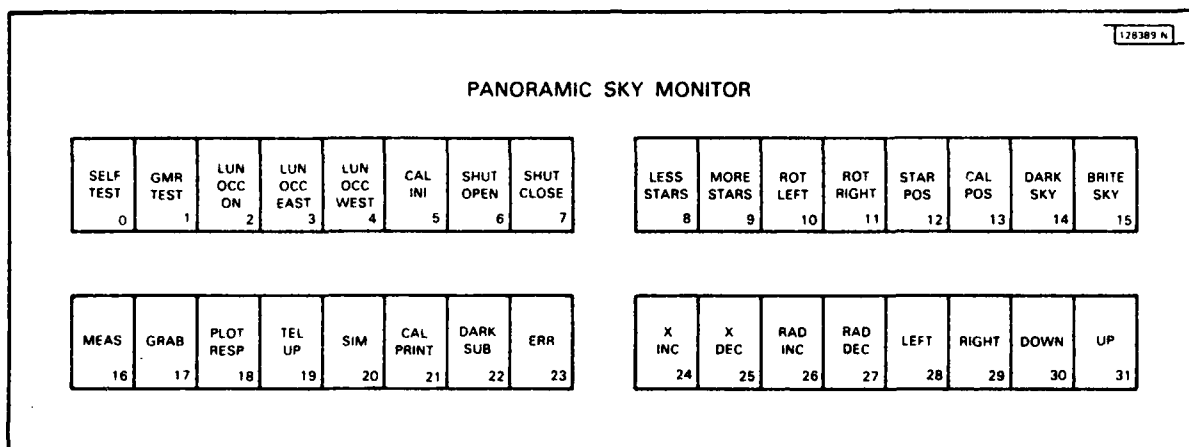 128389 N
PANORAMIC SKY MONITOR
SELF TEST 0
GMR TEST 1
LUN OCC ON 2
LUN OCC EAST 3
LUN OCC WEST 4
CAL INI 5
SHUT OPEN 6
SHUT CLOSE 7
LESS STARS 8
MORE STARS 9
ROT LEFT 10
ROT RIGHT 11
STAR POS 12
CAL POS 13
DARK SKY 14
BRITE SKY 15
MEAS 16
GRAB 17
PLOT RESP 18
TEL UP 19
SIM 20
CAL PRINT 21
DARK SUB 22
ERR 23
X INC 24
X DEC 25
RAD INC 26
RAD DEC 27
LEFT 28
RIGHT 29
DOWN 30
UP 31